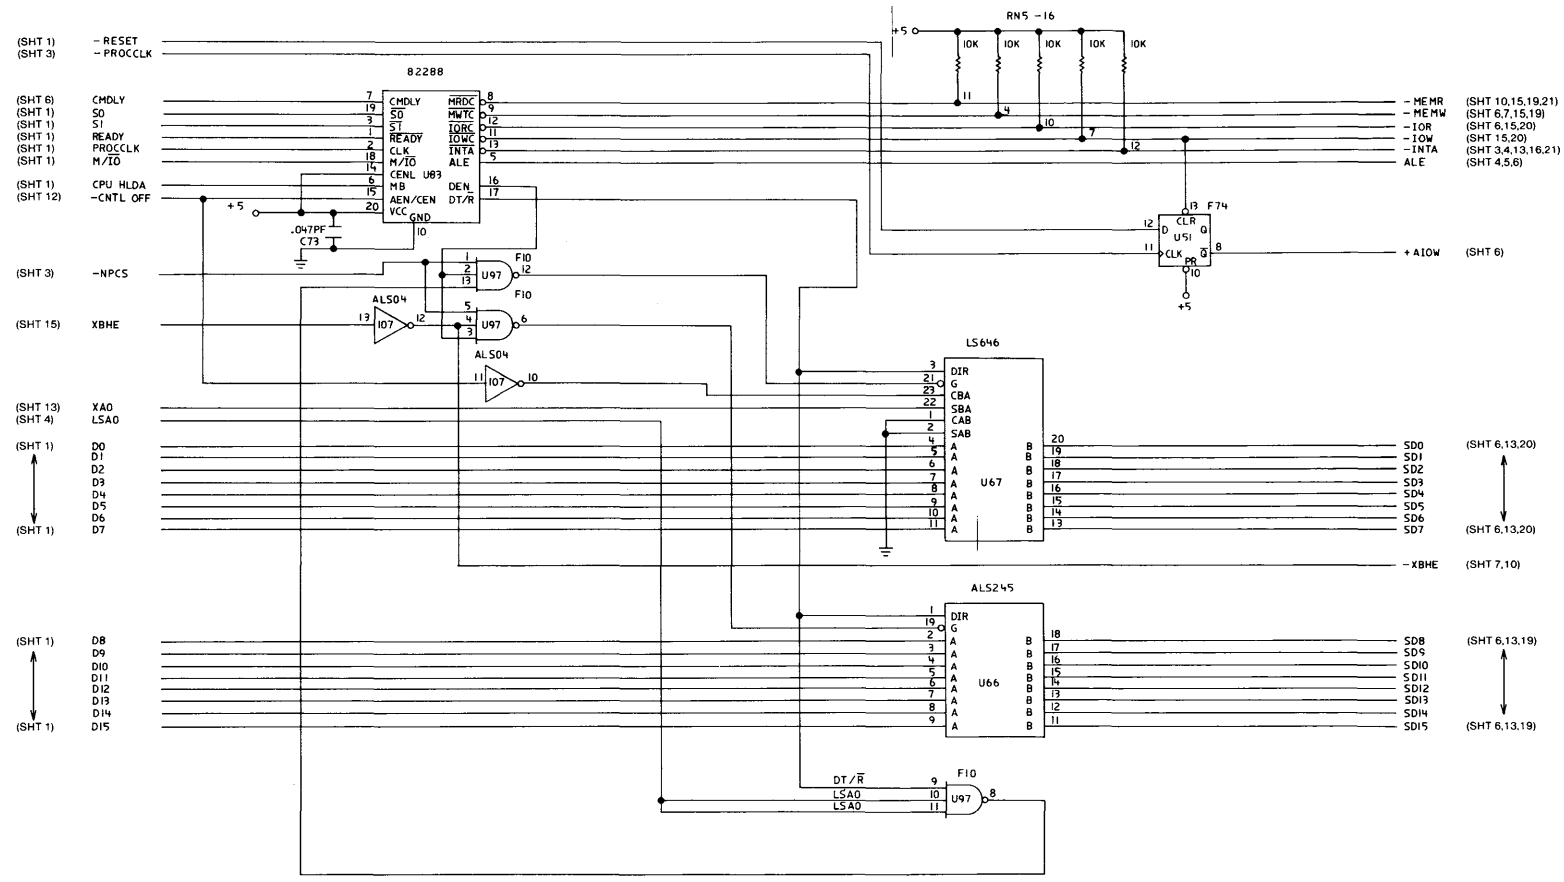 RN5 -16
+5
10K 10K 10K 10K 10K
(SHT 1) -RESET
(SHT 3) -PROCCLK
82288
(SHT 6) CMDLY 7 CMDLY MRDC 8 11 -MEMR (SHT 10,15,19,21)
(SHT 1) S0 19 S0 MWTC 9 4 -MEMW (SHT 6,7,15,19)
(SHT 1) S1 3 S1 IORC 12 10 -IOR (SHT 6,15,20)
(SHT 1) READY 1 READY IOWC 11 7 -IOW (SHT 15,20)
(SHT 1) PROCCLK 2 CLK INTA 13 12 -INTA (SHT 3,4,13,16,21)
(SHT 1) M/IO 18 M/IO ALE 5 ALE (SHT 4,5,6)
14 CENL U83
(SHT 1) CPU HLDA 6 MB DEN 16
(SHT 12) -CNTL OFF 15 AEN/CEN DT/R 17
+5 20 VCC GND
10
.047PF
C73
13 F74
CLR
12 D Q
U51
11 CLK Q 8 +AIOW (SHT 6)
PR
10
+5
(SHT 3) -NPCS 1 F10
2 U97 12
13
F10
ALS04
5
(SHT 15) XBHE 13 107 12 4 U97 6
3
ALS04
11 107 10
LS646
3 DIR
21 G
23 CBA
(SHT 13) XA0 22 SBA
(SHT 4) LSA0 1 CAB
2 SAB
(SHT 1) D0 4 A B 20 SD0 (SHT 6,13,20)
D1 5 A B 19 SD1
D2 6 A B 18 SD2
D3 7 A B 17 SD3
U67
D4 8 A B 16 SD4
D5 9 A B 15 SD5
D6 10 A B 14 SD6
(SHT 1) D7 11 A B 13 SD7 (SHT 6,13,20)
-XBHE (SHT 7,10)
ALS245
1 DIR
19 G
(SHT 1) D8 2 A B 18 SD8 (SHT 6,13,19)
D9 3 A B 17 SD9
D10 4 A B 16 SD10
D11 5 A B 15 SD11
U66
D12 6 A B 14 SD12
D13 7 A B 13 SD13
D14 8 A B 12 SD14
(SHT 1) D15 9 A B 11 SD15 (SHT 6,13,19)
F10
DT/R 9
LSA0 10 U97 8
LSA0 11